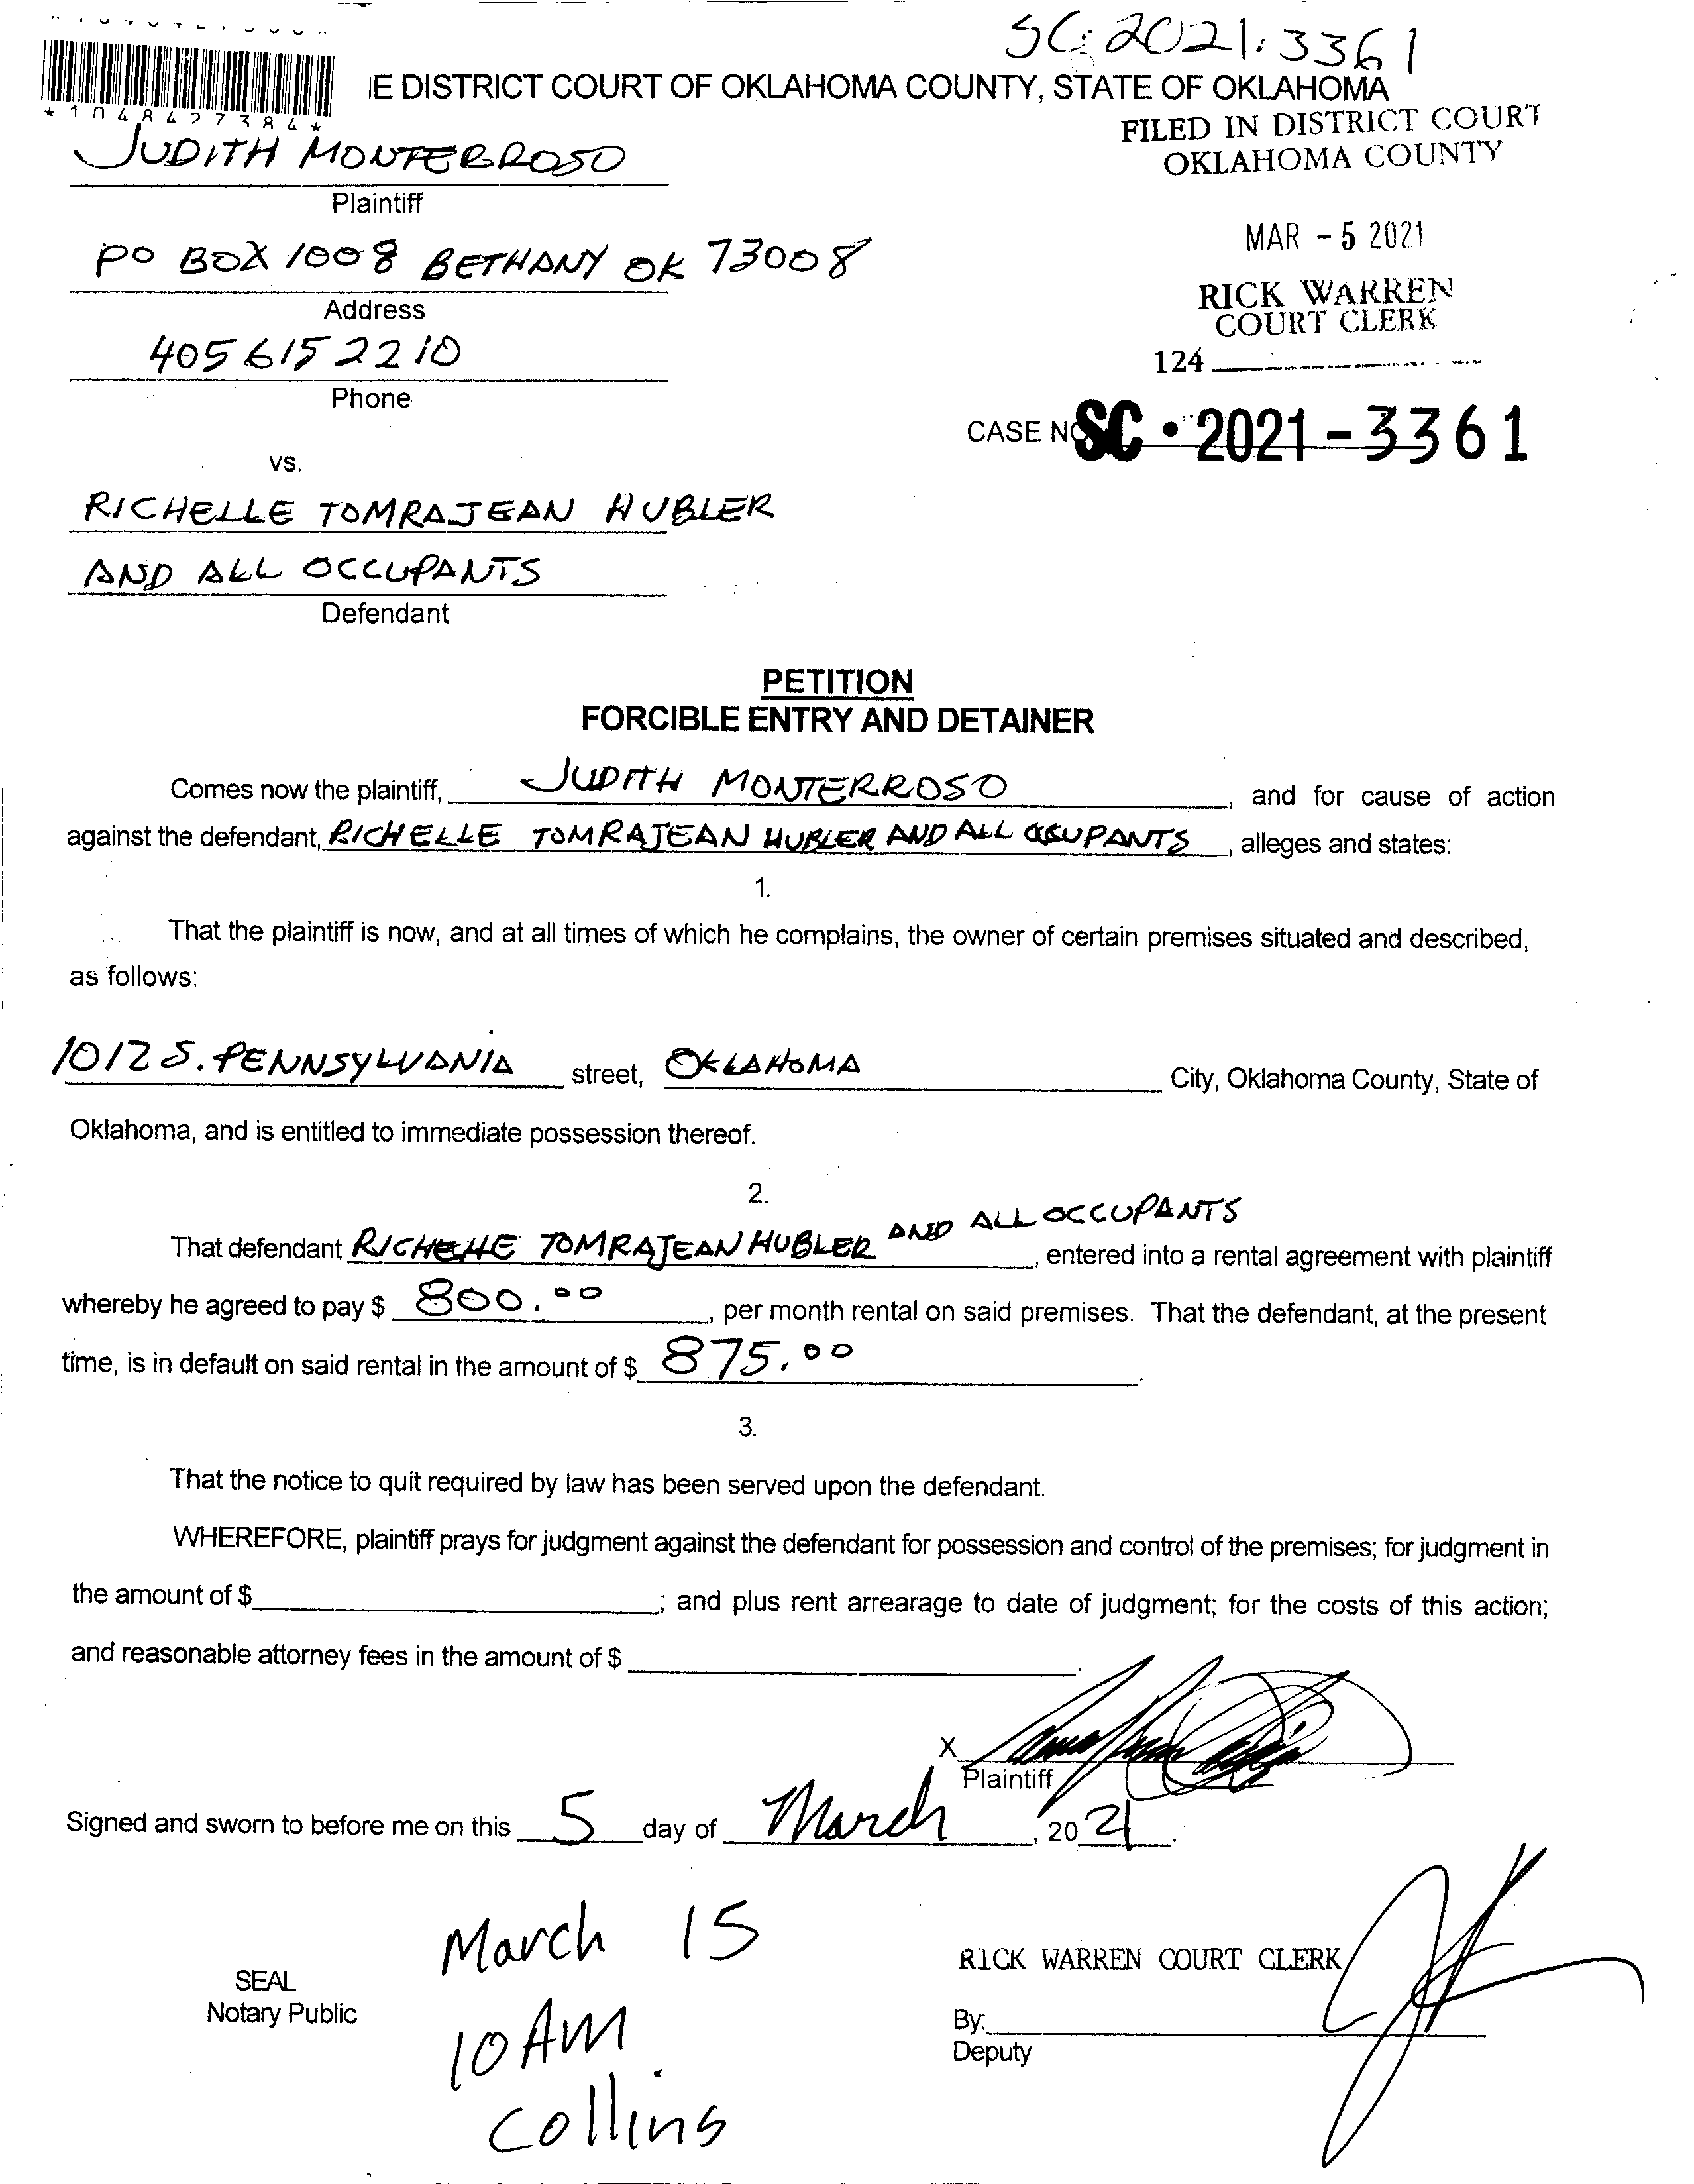 SC: 2021: 3361
E DISTRICT COURT OF OKLAHOMA COUNTY, STATE OF OKLAHOMA
*1048427384*
FILED IN DISTRICT COURT
OKLAHOMA COUNTY
JUDITH MONTERROSO
Plaintiff
PO BOX 1008 BETHANY OK 73008
Address
MAR - 5 2021
RICK WARREN
COURT CLERK
4056152210
Phone
124
CASE NO SC • 2021 - 3361
vs.
RICHELLE TOMRAJEAN HUBLER
AND ALL OCCUPANTS
Defendant
PETITION
FORCIBLE ENTRY AND DETAINER
Comes now the plaintiff, JUDITH MONTERROSO, and for cause of action
against the defendant, RICHELLE TOMRAJEAN HUBLER AND ALL OCCUPANTS, alleges and states:
1.
That the plaintiff is now, and at all times of which he complains, the owner of certain premises situated and described,
as follows:
1012 S. PENNSYLVANIA street, OKLAHOMA City, Oklahoma County, State of
Oklahoma, and is entitled to immediate possession thereof.
2.
That defendant RICHELLE TOMRAJEAN HUBLER AND ALL OCCUPANTS, entered into a rental agreement with plaintiff
whereby he agreed to pay $ 800.00, per month rental on said premises. That the defendant, at the present
time, is in default on said rental in the amount of $ 875.00.
3.
That the notice to quit required by law has been served upon the defendant.
WHEREFORE, plaintiff prays for judgment against the defendant for possession and control of the premises; for judgment in
the amount of $ ; and plus rent arrearage to date of judgment; for the costs of this action;
and reasonable attorney fees in the amount of $ .
X
Plaintiff
Signed and sworn to before me on this 5 day of March, 2021.
March 15
10 AM
Collins
SEAL
Notary Public
RICK WARREN COURT CLERK
By:
Deputy